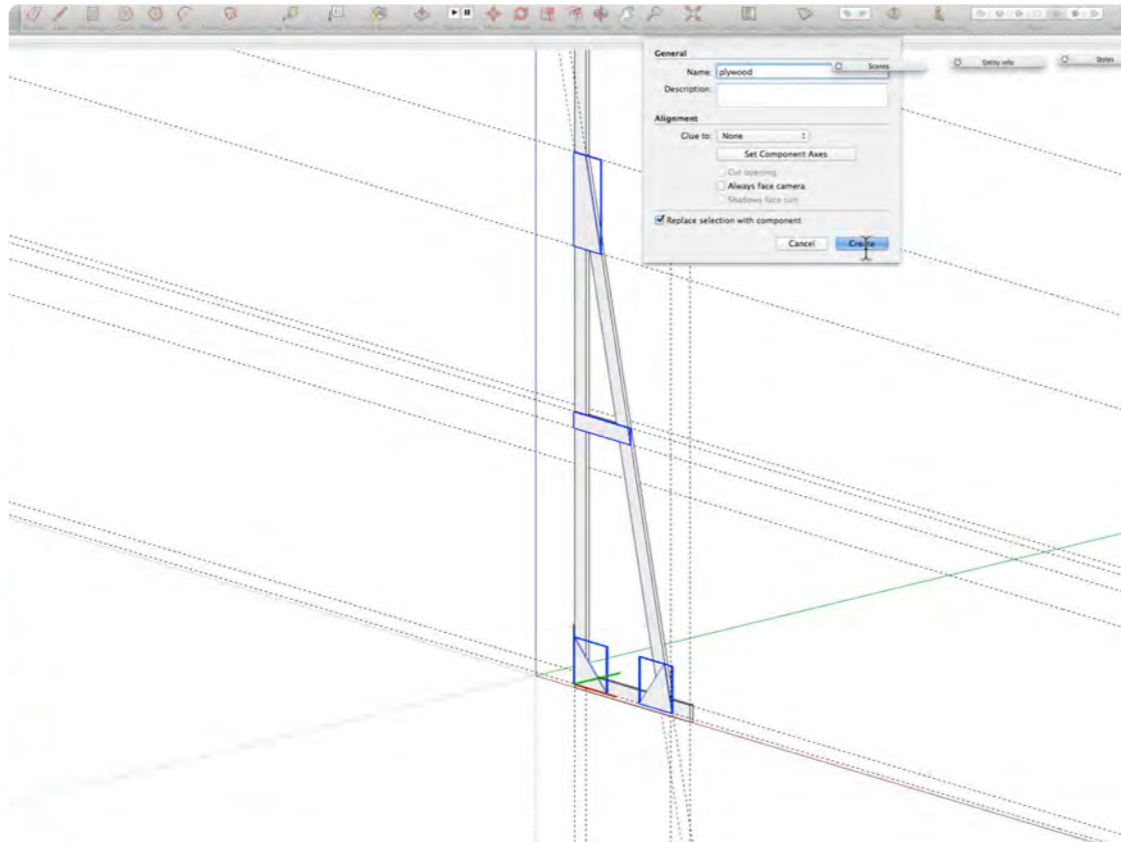 General
Name: plywood
Scenes
Entity Info
Styles
Description:
Alignment
Glue to: None
Set Component Axes
Cut opening
Always face camera
Shadows face sun
Replace selection with component
Cancel
Create